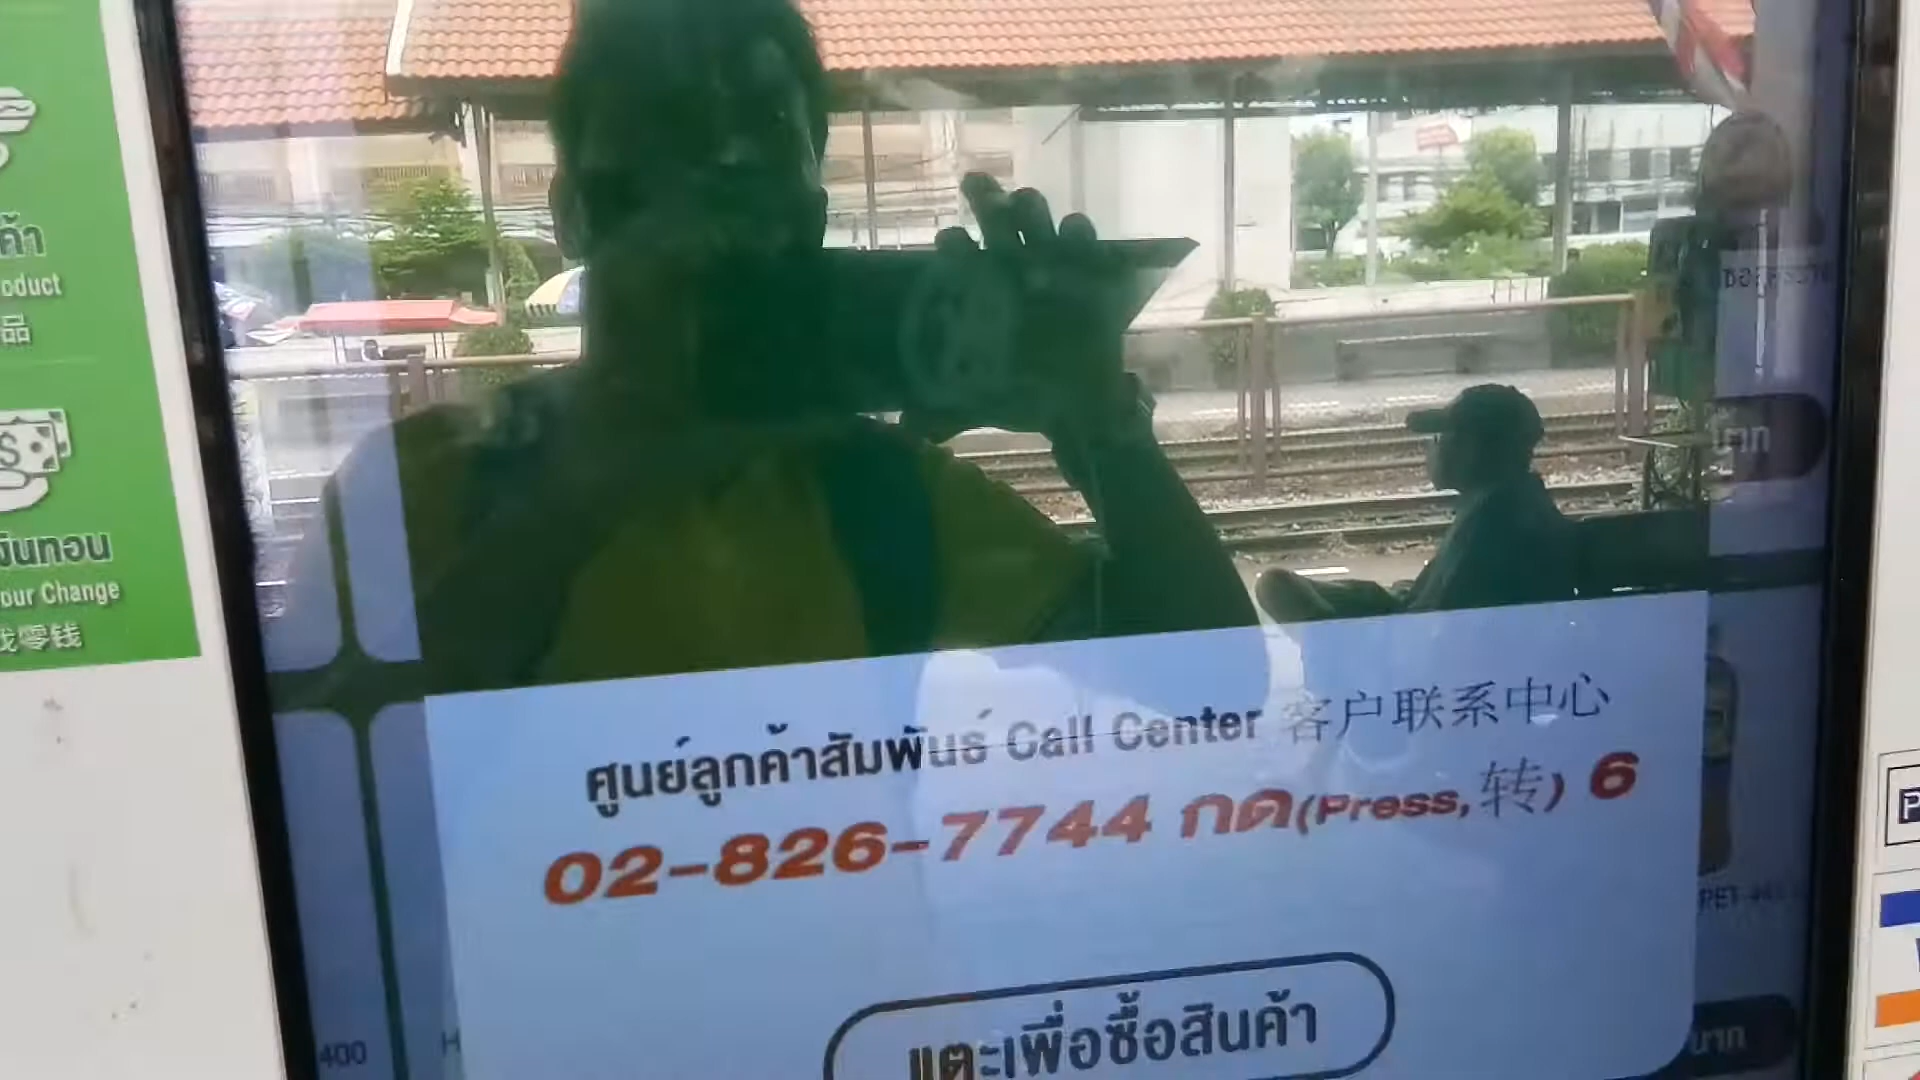 ค้า
oduct
品
งินทอน
our Change
找零钱
ศูนย์ลูกค้าสัมพันธ์ Call Center 客户联系中心
02-826-7744 กด(Press,转) 6
แตะเพื่อซื้อสินค้า
400
H
บาท
บาท
P